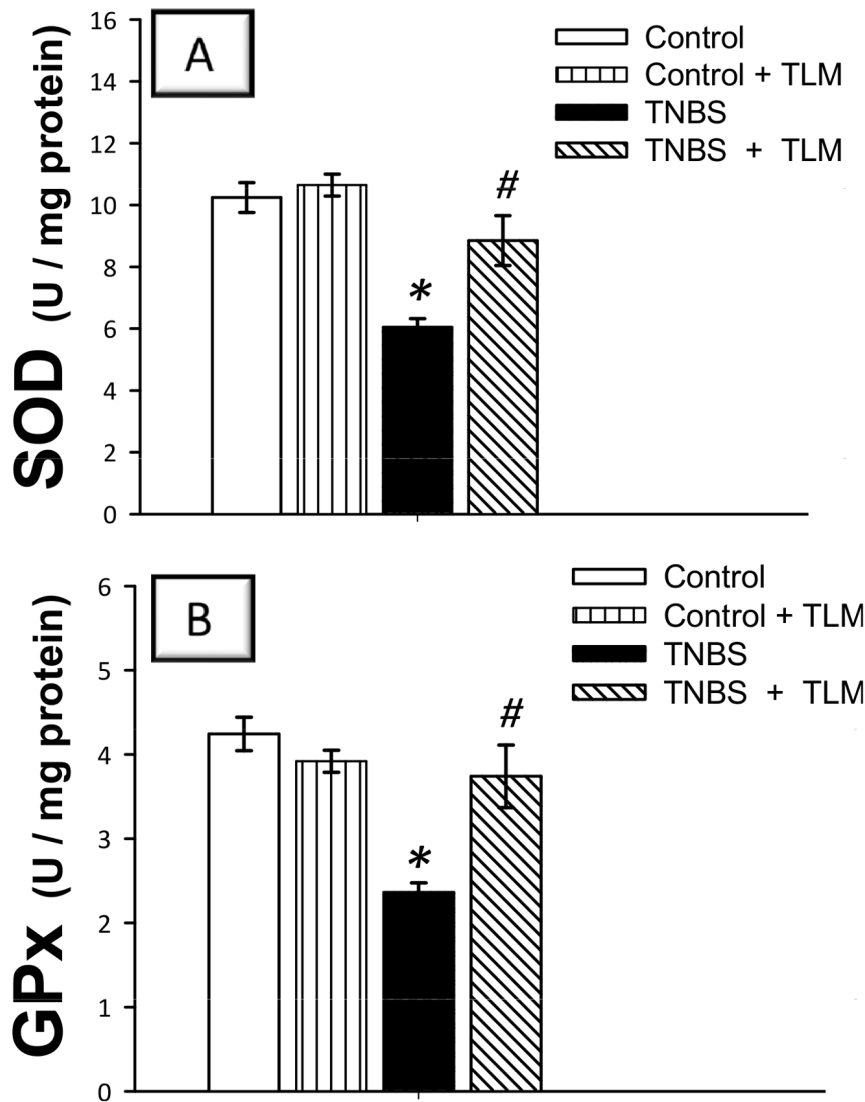 A
Control
Control + TLM
TNBS
TNBS + TLM
SOD (U / mg protein)
16
14
12
10
8
6
4
2
0
#
*
B
Control
Control + TLM
TNBS
TNBS + TLM
GPx (U / mg protein)
6
5
4
3
2
1
0
#
*